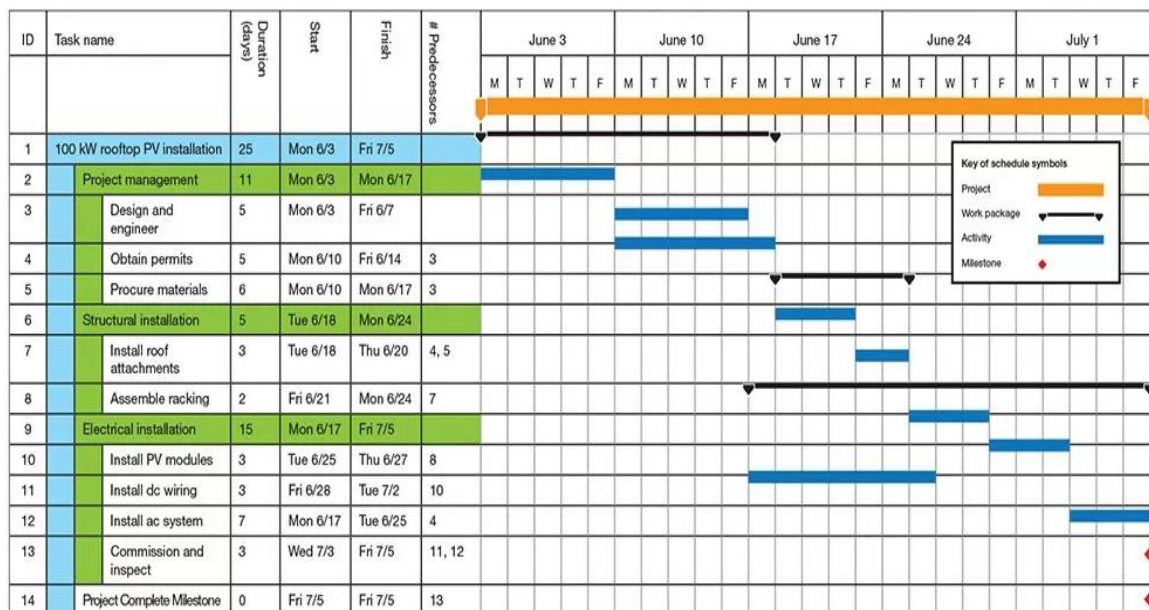 ID Task name Duration (days) Start Finish # Predecessors June 3 June 10 June 17 June 24 July 1
M T W T F M T W T F M T W T F M T W T F M T W T F
1 100 kW rooftop PV installation 25 Mon 6/3 Fri 7/5
2 Project management 11 Mon 6/3 Mon 6/17
3 Design and engineer 5 Mon 6/3 Fri 6/7
4 Obtain permits 5 Mon 6/10 Fri 6/14 3
5 Procure materials 6 Mon 6/10 Mon 6/17 3
6 Structural installation 5 Tue 6/18 Mon 6/24
7 Install roof attachments 3 Tue 6/18 Thu 6/20 4, 5
8 Assemble racking 2 Fri 6/21 Mon 6/24 7
9 Electrical installation 15 Mon 6/17 Fri 7/5
10 Install PV modules 3 Tue 6/25 Thu 6/27 8
11 Install dc wiring 3 Fri 6/28 Tue 7/2 10
12 Install ac system 7 Mon 6/17 Tue 6/25 4
13 Commission and inspect 3 Wed 7/3 Fri 7/5 11, 12
14 Project Complete Milestone 0 Fri 7/5 Fri 7/5 13
Key of schedule symbols
Project
Work package
Activity
Milestone